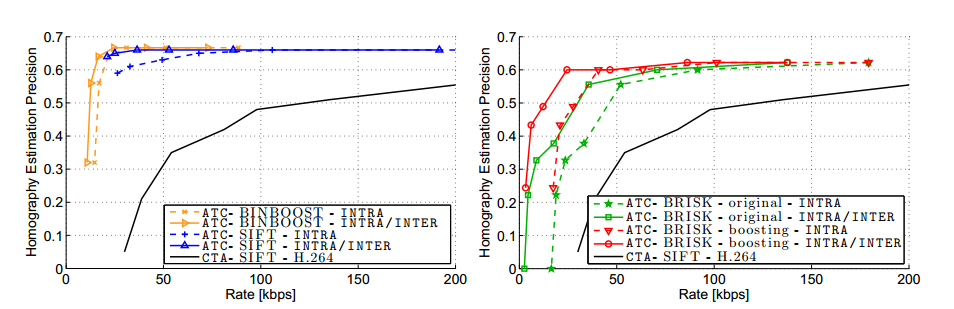 Homography Estimation Precision
0.7
0.6
0.5
0.4
0.3
0.2
0.1
0
0 50 100 150 200
Rate [kbps]
ATC- BINBOOST - INTRA
ATC- BINBOOST - INTRA/INTER
ATC- SIFT - INTRA
ATC- SIFT - INTRA/INTER
CTA- SIFT - H.264
Homography Estimation Precision
0.7
0.6
0.5
0.4
0.3
0.2
0.1
0
0 50 100 150 200
Rate [kbps]
ATC- BRISK - original - INTRA
ATC- BRISK - original - INTRA/INTER
ATC- BRISK - boosting - INTRA
ATC- BRISK - boosting - INTRA/INTER
CTA- SIFT - H.264